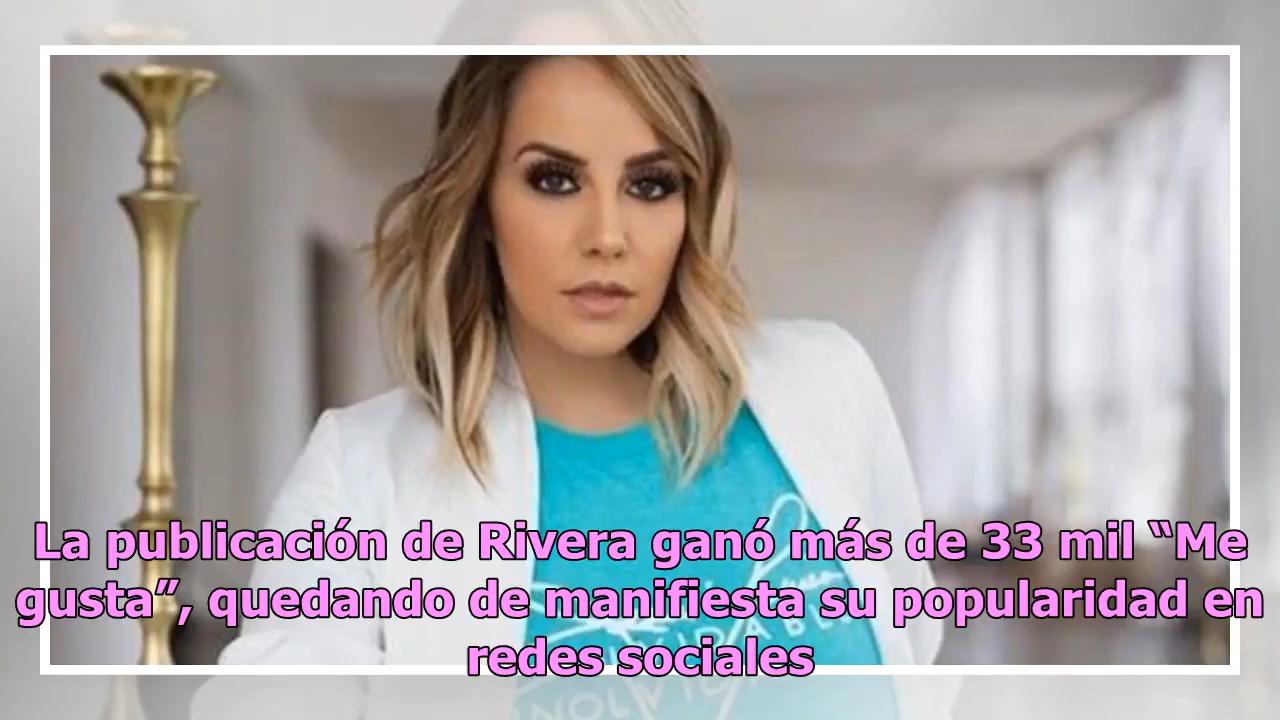 La publicación de Rivera ganó más de 33 mil “Me
gusta”, quedando de manifiesta su popularidad en
redes sociales